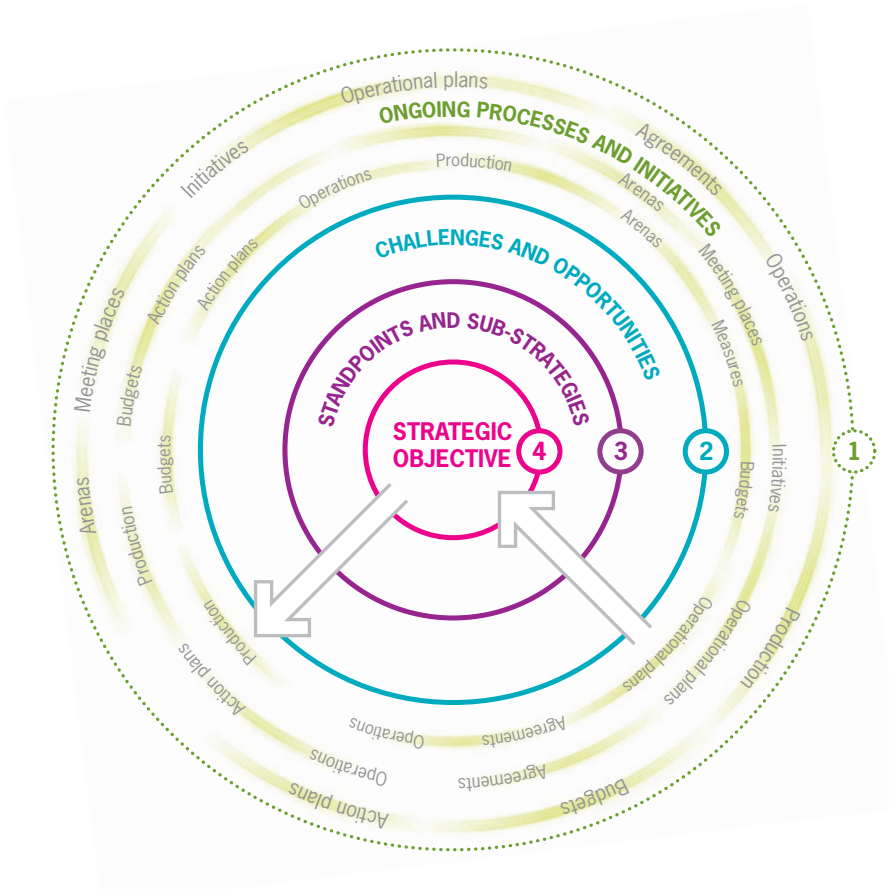 Operational plans
Agreements
Operations
Production
Budgets
Action plans
Arenas
Meeting places
Initiatives
ONGOING PROCESSES AND INITIATIVES
Arenas
Meeting places
Initiatives
Operational plans
Agreements
Operations
Action plans
Production
Budgets
Action plans
Production
Arenas
Measures
Budgets
Operational plans
Agreements
Operations
Production
Budgets
Action plans
Operations
CHALLENGES AND OPPORTUNITIES
STANDPOINTS AND SUB-STRATEGIES
STRATEGIC
OBJECTIVE
4
3
2
1